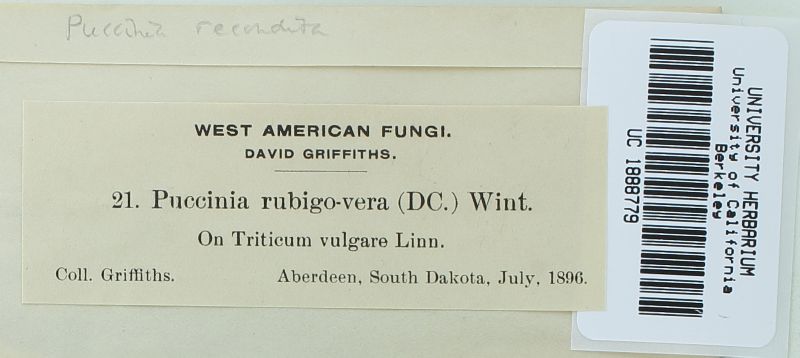 Puccinia recondita
WEST AMERICAN FUNGI.
DAVID GRIFFITHS.
21. Puccinia rubigo-vera (DC.) Wint.
On Triticum vulgare Linn.
Coll. Griffiths. Aberdeen, South Dakota, July, 1896.
UNIVERSITY HERBARIUM
University of California
Berkeley
UC 1888779